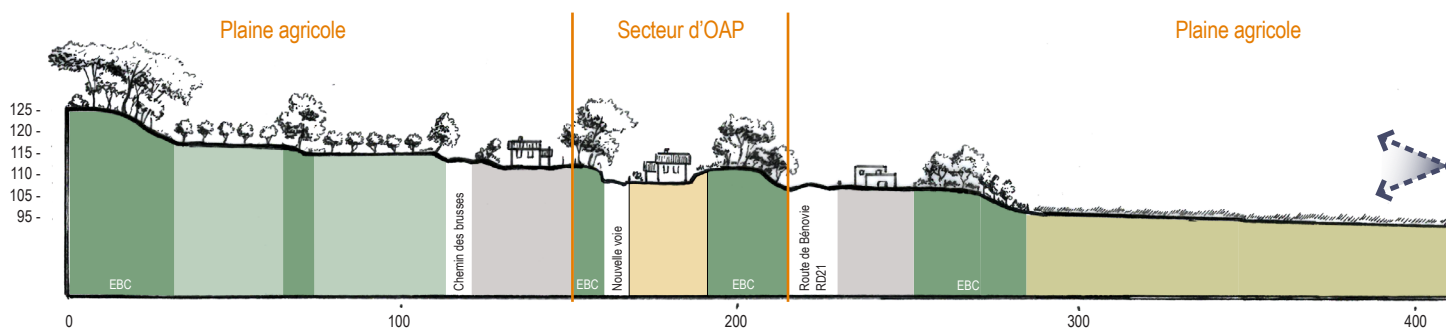 Plaine agricole
Secteur d'OAP
Plaine agricole
125 -
120 -
115 -
110 -
105 -
95 -
EBC
Chemin des brusses
EBC
Nouvelle voie
EBC
Route de Bénovie
RD21
EBC
0
100
200
300
400